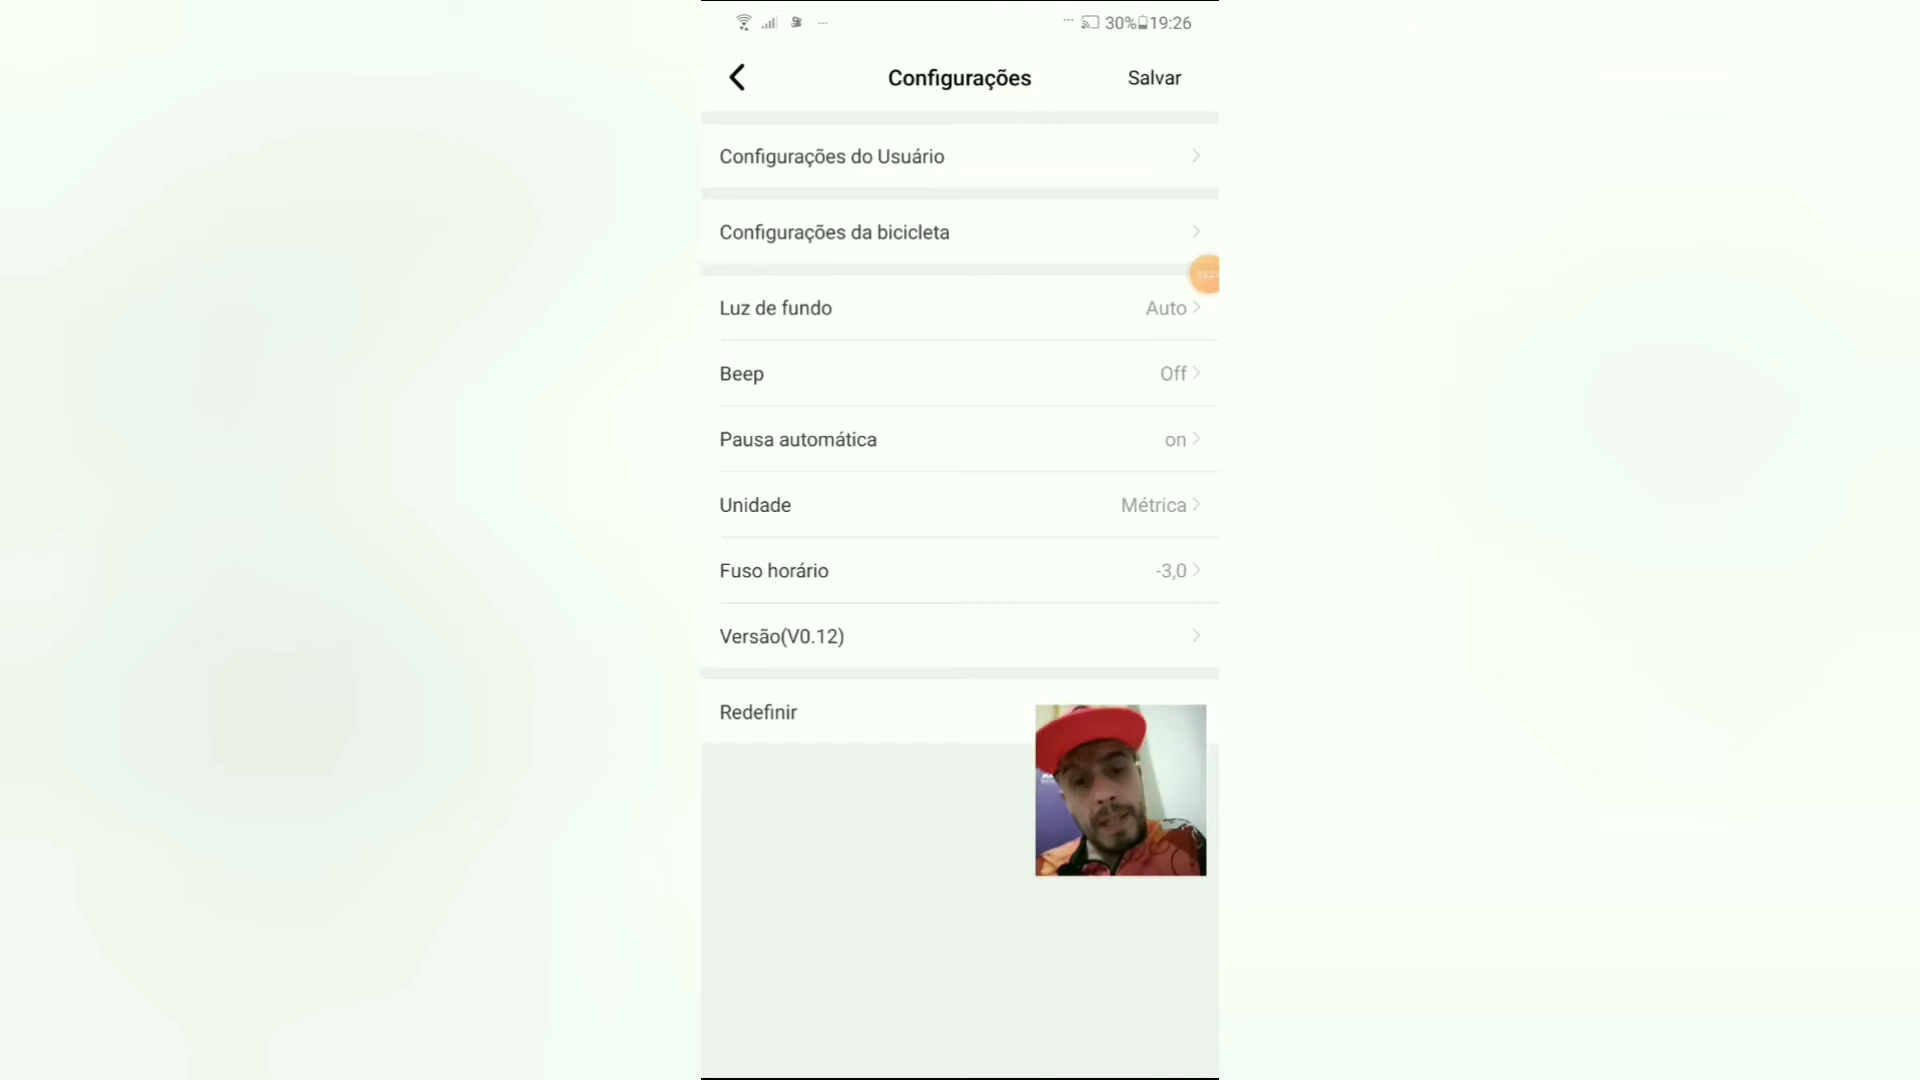 30% 19:26
Configurações Salvar
Configurações do Usuário
Configurações da bicicleta
Luz de fundo Auto
Beep Off
Pausa automática on
Unidade Métrica
Fuso horário -3,0
Versão(V0.12)
Redefinir